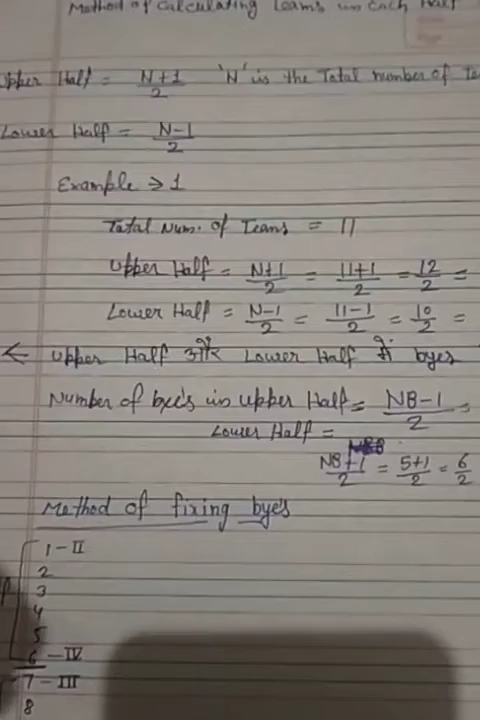 Method of Calculating Teams in Each Half
Upper Half = N+1/2 'N' is the Total number of Te
Lower Half = N-1/2
Example → 1
Total Num. of Teams = 11
Upper Half = N+1/2 = 11+1/2 = 12/2 =
Lower Half = N-1/2 = 11-1/2 = 10/2 =
← Upper Half और Lower Half में byes
Number of bye's in upper Half = NB-1/2 =
Lower Half =
NB+1/2 = 5+1/2 = 6/2
Method of fixing bye's
1 - II
2
3
4
5
6 - IV
7 - III
8